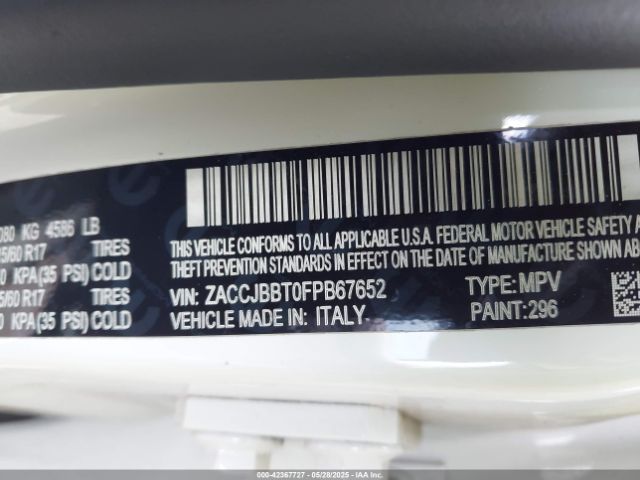 080 KG 4586 LB
5/60 R17 TIRES
0 KPA(35 PSI) COLD
5/60 R17 TIRES
0 KPA(35 PSI) COLD
THIS VEHICLE CONFORMS TO ALL APPLICABLE U.S.A. FEDERAL MOTOR VEHICLE SAFETY A
THEFT PREVENTION STANDARDS IN EFFECT ON THE DATE OF MANUFACTURE SHOWN AB
VIN: ZACCJBBT0FPB67652 TYPE: MPV
VEHICLE MADE IN: ITALY PAINT:296
000-42367727 - 05/28/2025 - IAA Inc.